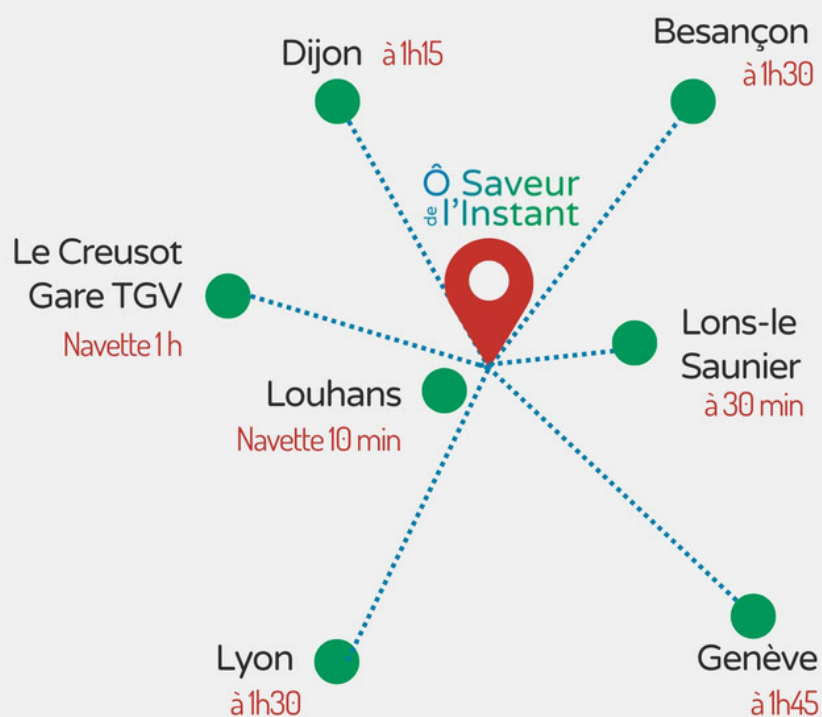 Dijon à 1h15
Besançon
à 1h30
Ô Saveur
de l'Instant
Le Creusot
Gare TGV
Navette 1 h
Lons-le
Saunier
à 30 min
Louhans
Navette 10 min
Lyon
à 1h30
Genève
à 1h45